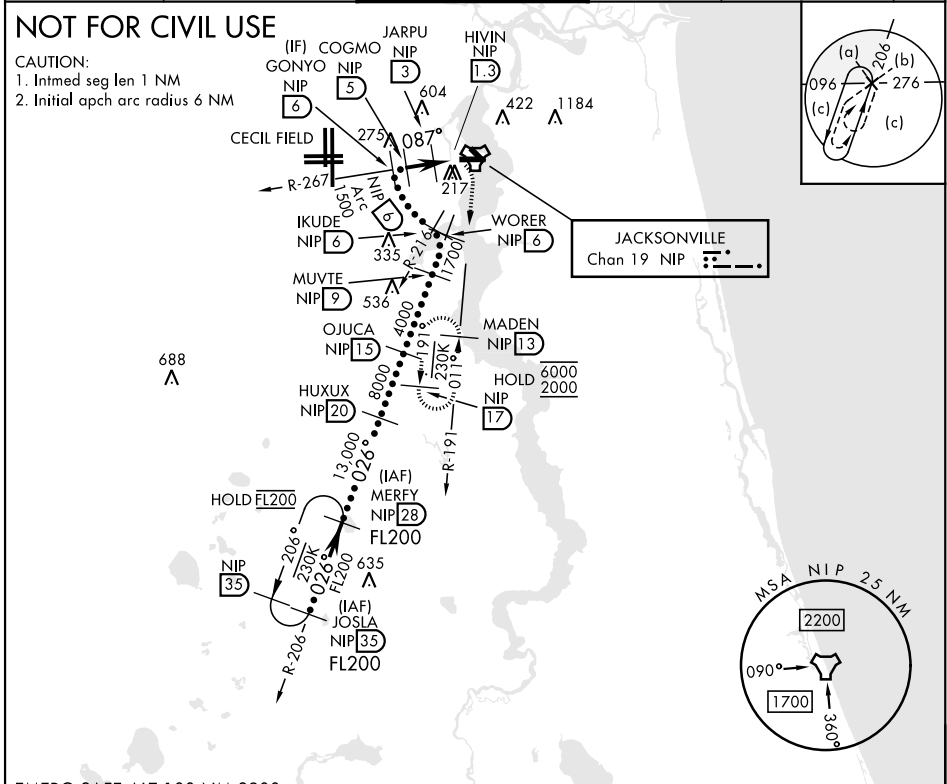 NOT FOR CIVIL USE
CAUTION:
1. Intmed seg len 1 NM
2. Initial apch arc radius 6 NM
(IF)
GONYO
NIP
6
COGMO
NIP
5
JARPU
NIP
3
HIVIN
NIP
1.3
604
422
1184
275
087°
CECIL FIELD
217
R-267
1500
NIP 6 Arc
IKUDE
NIP 6
335
R-216
1700
WORER
NIP 6
JACKSONVILLE
Chan 19 NIP
MUVTE
NIP 9
536
4000
OJUCA
NIP 15
191°
230K
011°
MADEN
NIP 13
HOLD 6000
2000
688
8000
HUXUX
NIP 20
NIP
17
13,000
026°
R-191
(IAF)
MERFY
NIP 28
FL200
HOLD FL200
206°
230K
026°
FL200
635
NIP
35
(IAF)
JOSLA
NIP 35
FL200
R-206
(a)
206
(b)
096
276
(c)
(c)
MSA NIP 25 NM
2200
090°
1700
360°